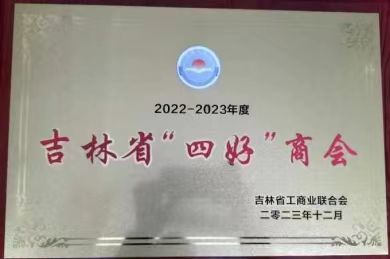 2022-2023年度
吉林省“四好”商会
吉林省工商业联合会
二零二三年十二月